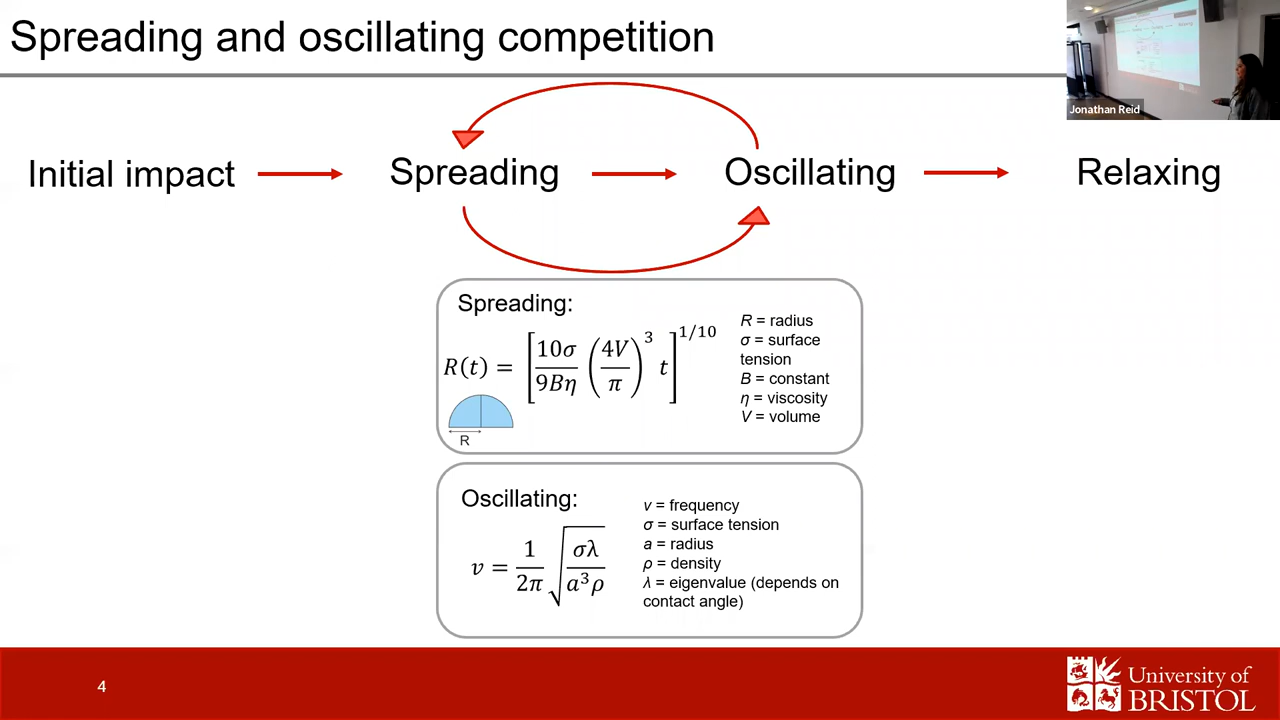 Spreading and oscillating competition
Jonathan Reid
Initial impact
Spreading
Oscillating
Relaxing
Spreading:
R(t) = [10σ/9Bη (4V/π)^3 t]^1/10
R
R = radius
σ = surface
tension
B = constant
η = viscosity
V = volume
Oscillating:
v = 1/2π √(σλ/a^3ρ)
v = frequency
σ = surface tension
a = radius
ρ = density
λ = eigenvalue (depends on
contact angle)
4
University of
BRISTOL